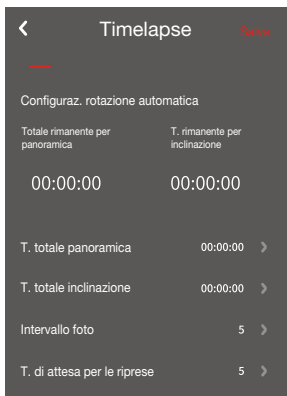 Timelapse
Save
Configuraz. rotazione automatica
Totale rimanente per
panoramica
T. rimanente per
inclinazione
00:00:00
00:00:00
T. totale panoramica 00:00:00
T. totale inclinazione 00:00:00
Intervallo foto 5
T. di attesa per le riprese 5